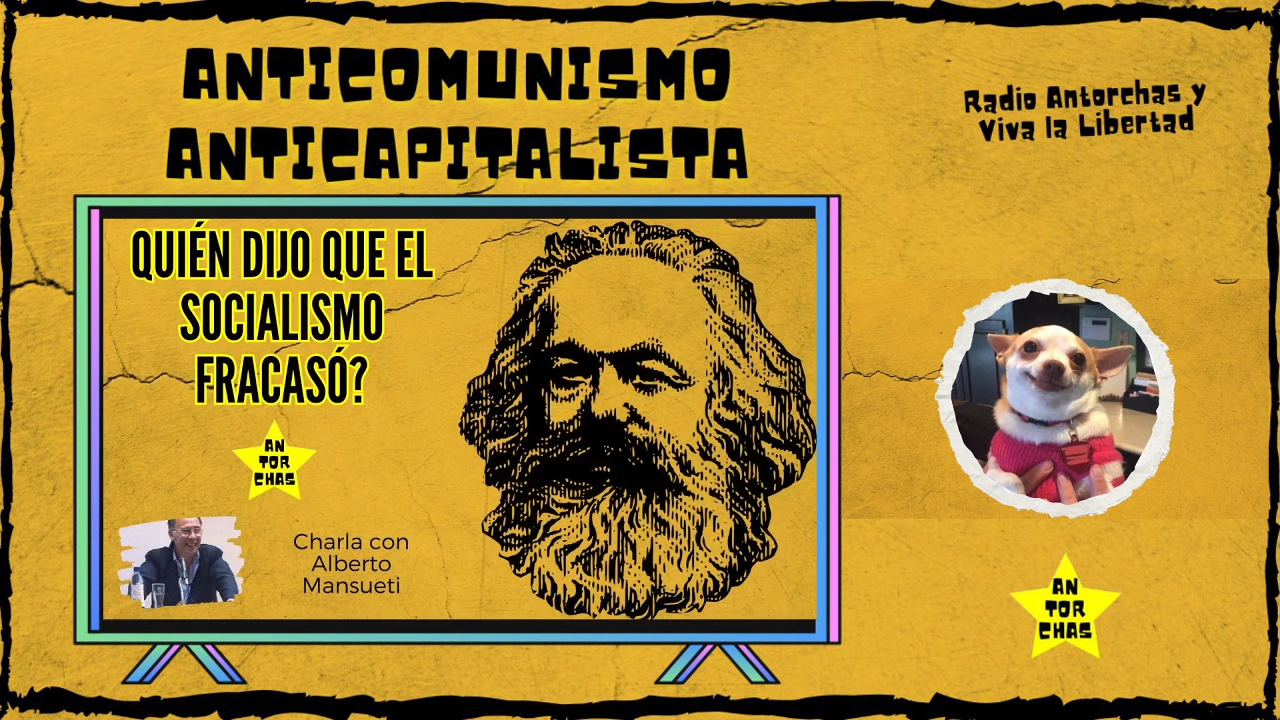 ANTICOMUNISMO
ANTICAPITALISTA
Radio Antorchas y
Viva la Libertad
QUIÉN DIJO QUE EL
SOCIALISMO
FRACASÓ?
AN
TOR
CHAS
Charla con
Alberto
Mansueti
AN
TOR
CHAS